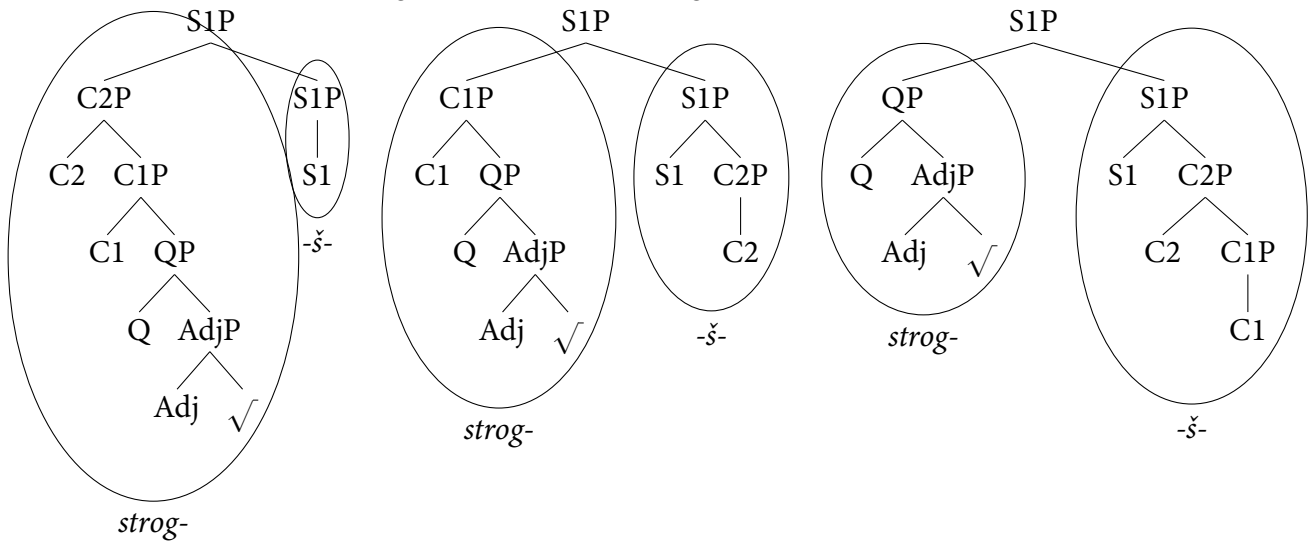 S1P S1P S1P
C2P S1P C1P S1P QP S1P
C2 C1P S1 C1 QP S1 C2P Q AdjP S1 C2P
C1 QP -š- Q AdjP C2 Adj √ C2 C1P
Q AdjP Adj √ -š- strog- C1
Adj √ strog- -š-
strog-